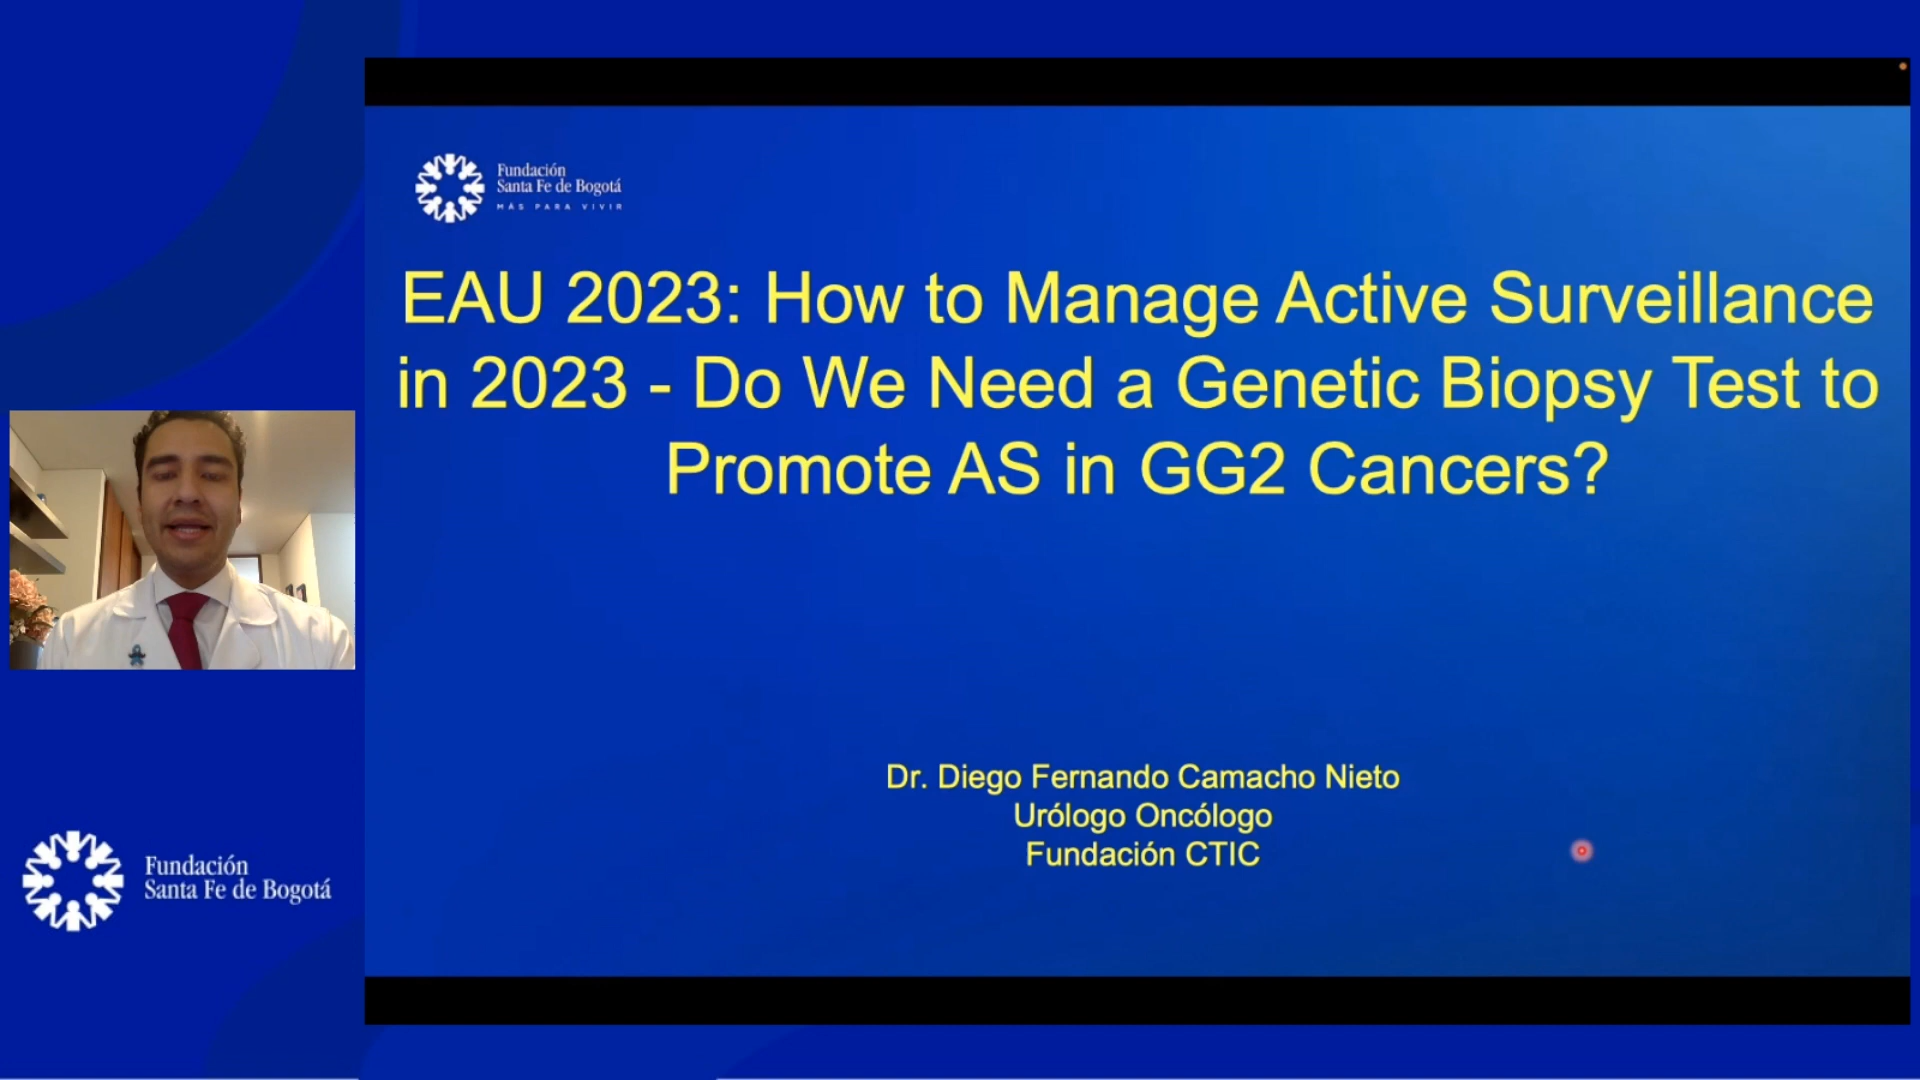 Fundación
Santa Fe de Bogotá
MÁS PARA VIVIR
EAU 2023: How to Manage Active Surveillance
in 2023 - Do We Need a Genetic Biopsy Test to
Promote AS in GG2 Cancers?
Dr. Diego Fernando Camacho Nieto
Urólogo Oncólogo
Fundación CTIC
Fundación
Santa Fe de Bogotá